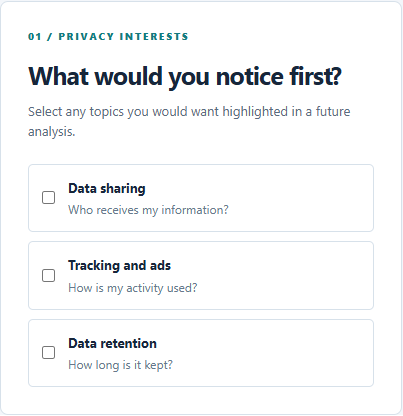 01 / PRIVACY INTERESTS
What would you notice first?
Select any topics you would want highlighted in a future
analysis.
Data sharing
Who receives my information?
Tracking and ads
How is my activity used?
Data retention
How long is it kept?